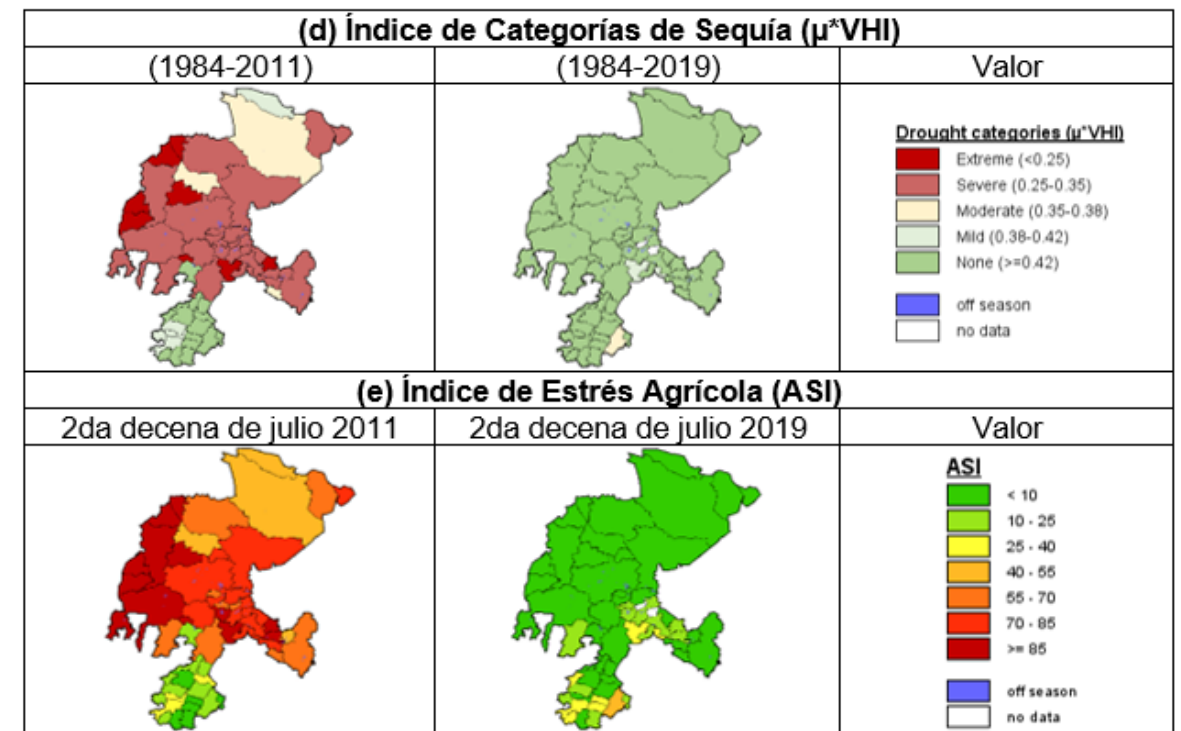 (d) Índice de Categorías de Sequía (µ*VHI)
(1984-2011)
(1984-2019)
Valor
Drought categories (µ*VHI)
Extreme (<0.25)
Severe (0.25-0.35)
Moderate (0.35-0.38)
Mild (0.38-0.42)
None (>=0.42)
off season
no data
(e) Índice de Estrés Agrícola (ASI)
2da decena de julio 2011
2da decena de julio 2019
Valor
ASI
< 10
10 - 25
25 - 40
40 - 55
55 - 70
70 - 85
>= 85
off season
no data